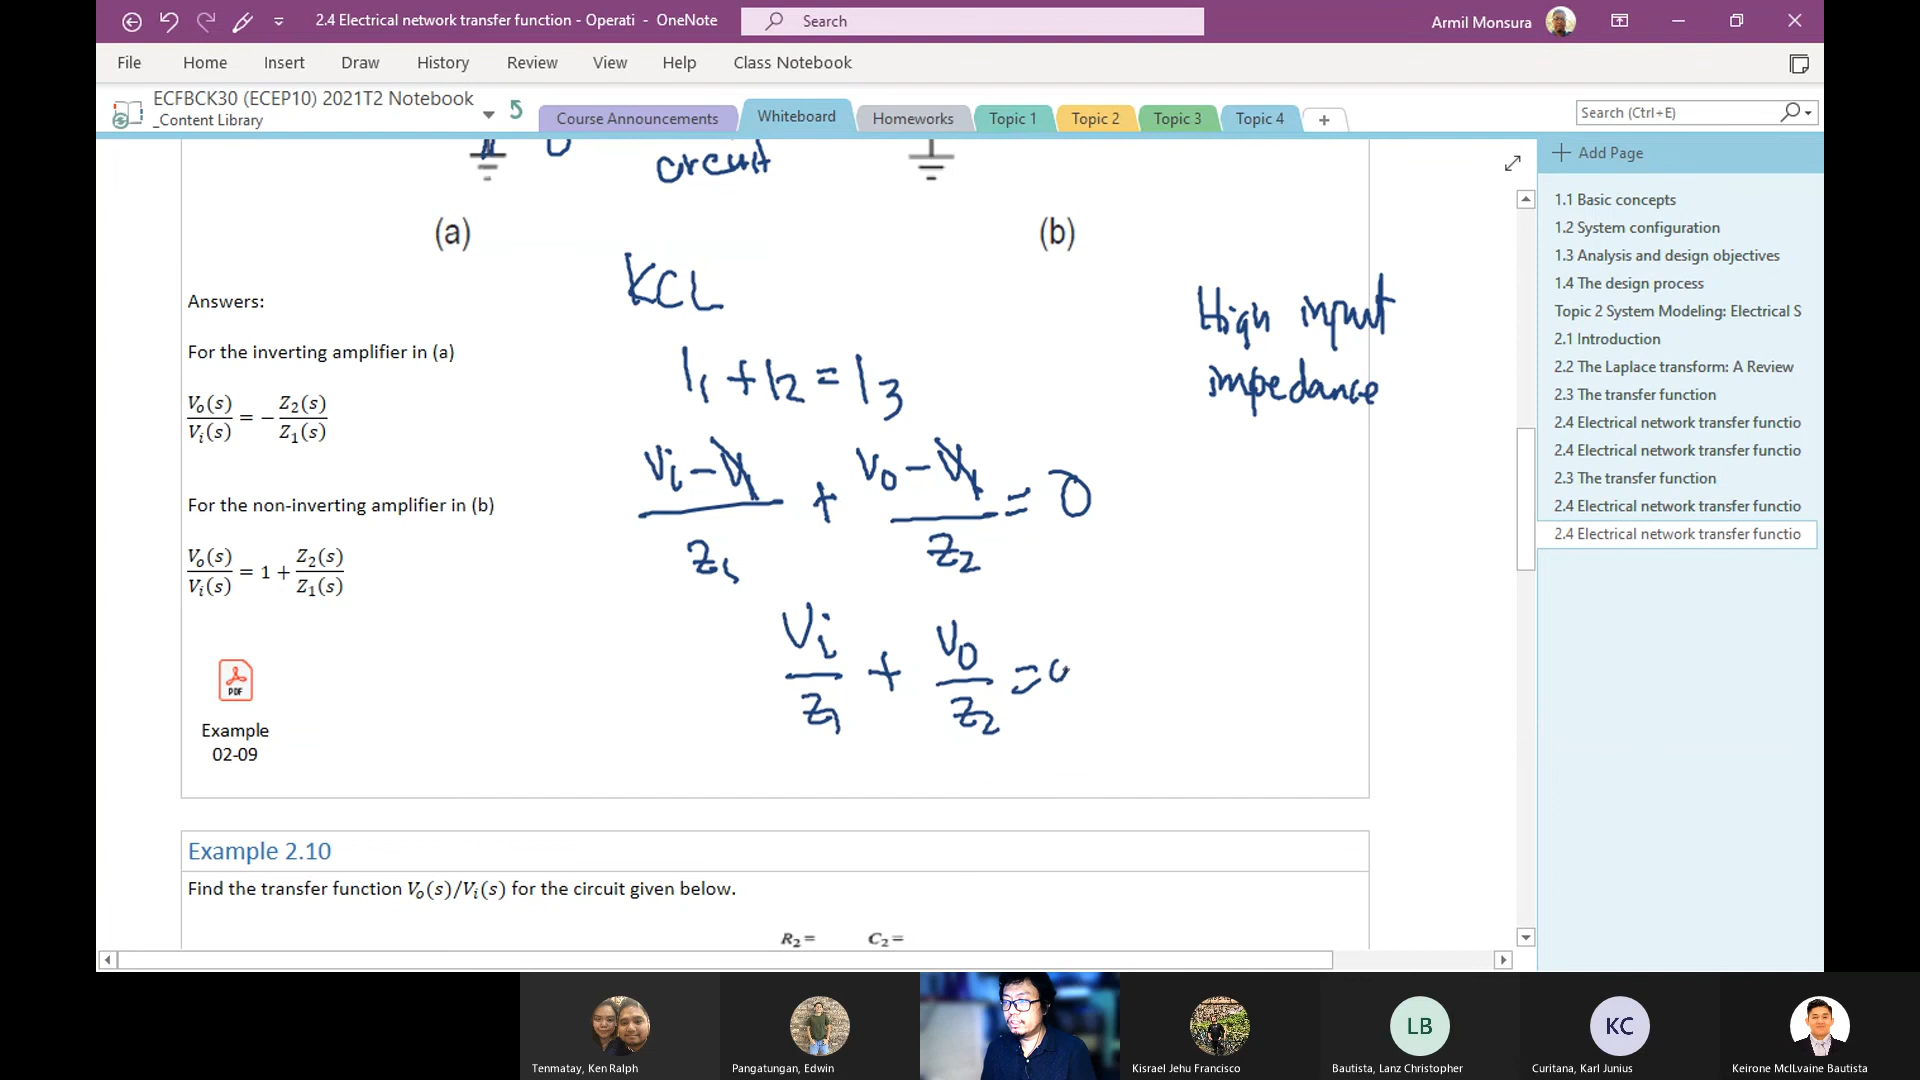 2.4 Electrical network transfer function - Operati - OneNote
Search
Armil Monsura
File Home Insert Draw History Review View Help Class Notebook
ECFBCK30 (ECEP10) 2021T2 Notebook
_Content Library
Course Announcements Whiteboard Homeworks Topic 1 Topic 2 Topic 3 Topic 4 +
Search (Ctrl+E)
circuit
(a) (b)
KCL
Answers:
High input
impedance
For the inverting amplifier in (a)
I1 + I2 = I3
Vo(s)/Vi(s) = − Z2(s)/Z1(s)
(Vi − V1)/Z1 + (Vo − V1)/Z2 = 0
For the non-inverting amplifier in (b)
Vo(s)/Vi(s) = 1 + Z2(s)/Z1(s)
Vi/Z1 + Vo/Z2 = 0
PDF
Example
02-09
Example 2.10
Find the transfer function Vo(s)/Vi(s) for the circuit given below.
R2 = C2 =
Add Page
1.1 Basic concepts
1.2 System configuration
1.3 Analysis and design objectives
1.4 The design process
Topic 2 System Modeling: Electrical S
2.1 Introduction
2.2 The Laplace transform: A Review
2.3 The transfer function
2.4 Electrical network transfer functio
2.4 Electrical network transfer functio
2.3 The transfer function
2.4 Electrical network transfer functio
2.4 Electrical network transfer functio
LB KC
Tenmatay, Ken Ralph
Pangatungan, Edwin
Kisrael Jehu Francisco
Bautista, Lanz Christopher
Curitana, Karl Junius
Keirone McIlvaine Bautista